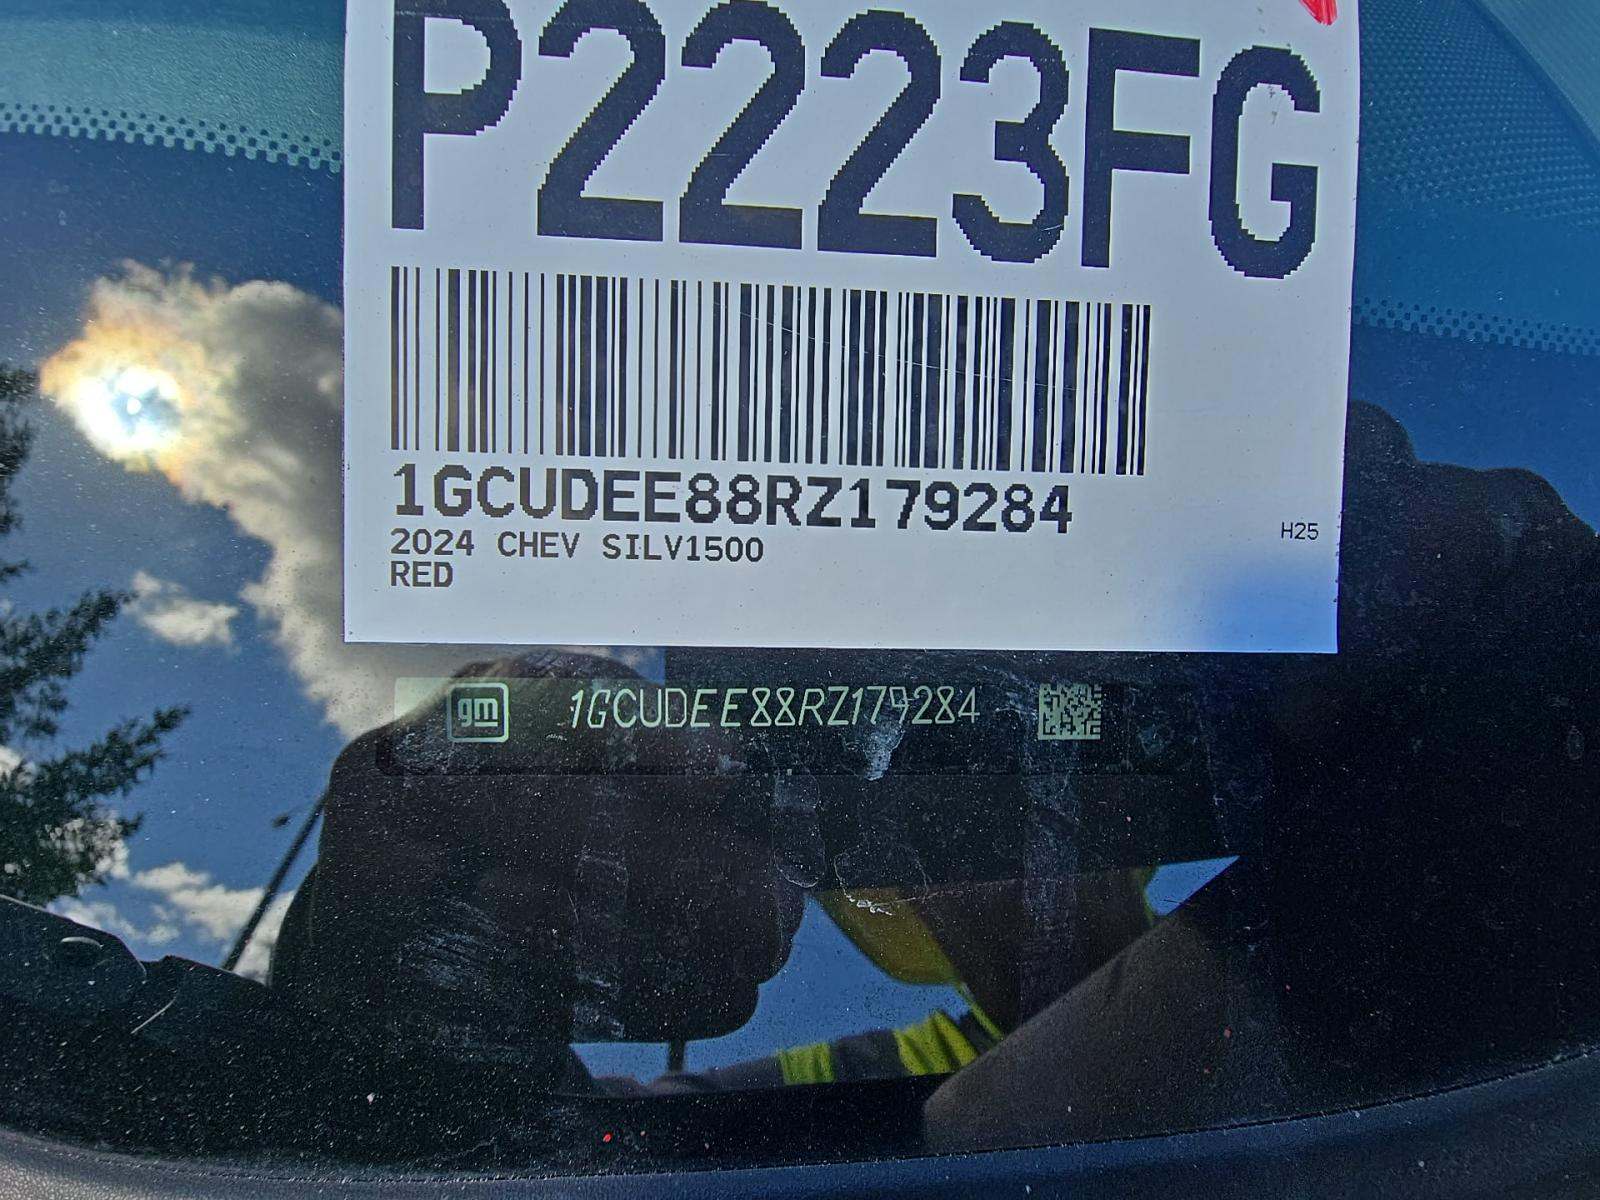 P2223FG
1GCUDEE88RZ179284
2024 CHEV SILV1500
RED
H25
gm 1GCUDEE88RZ179284